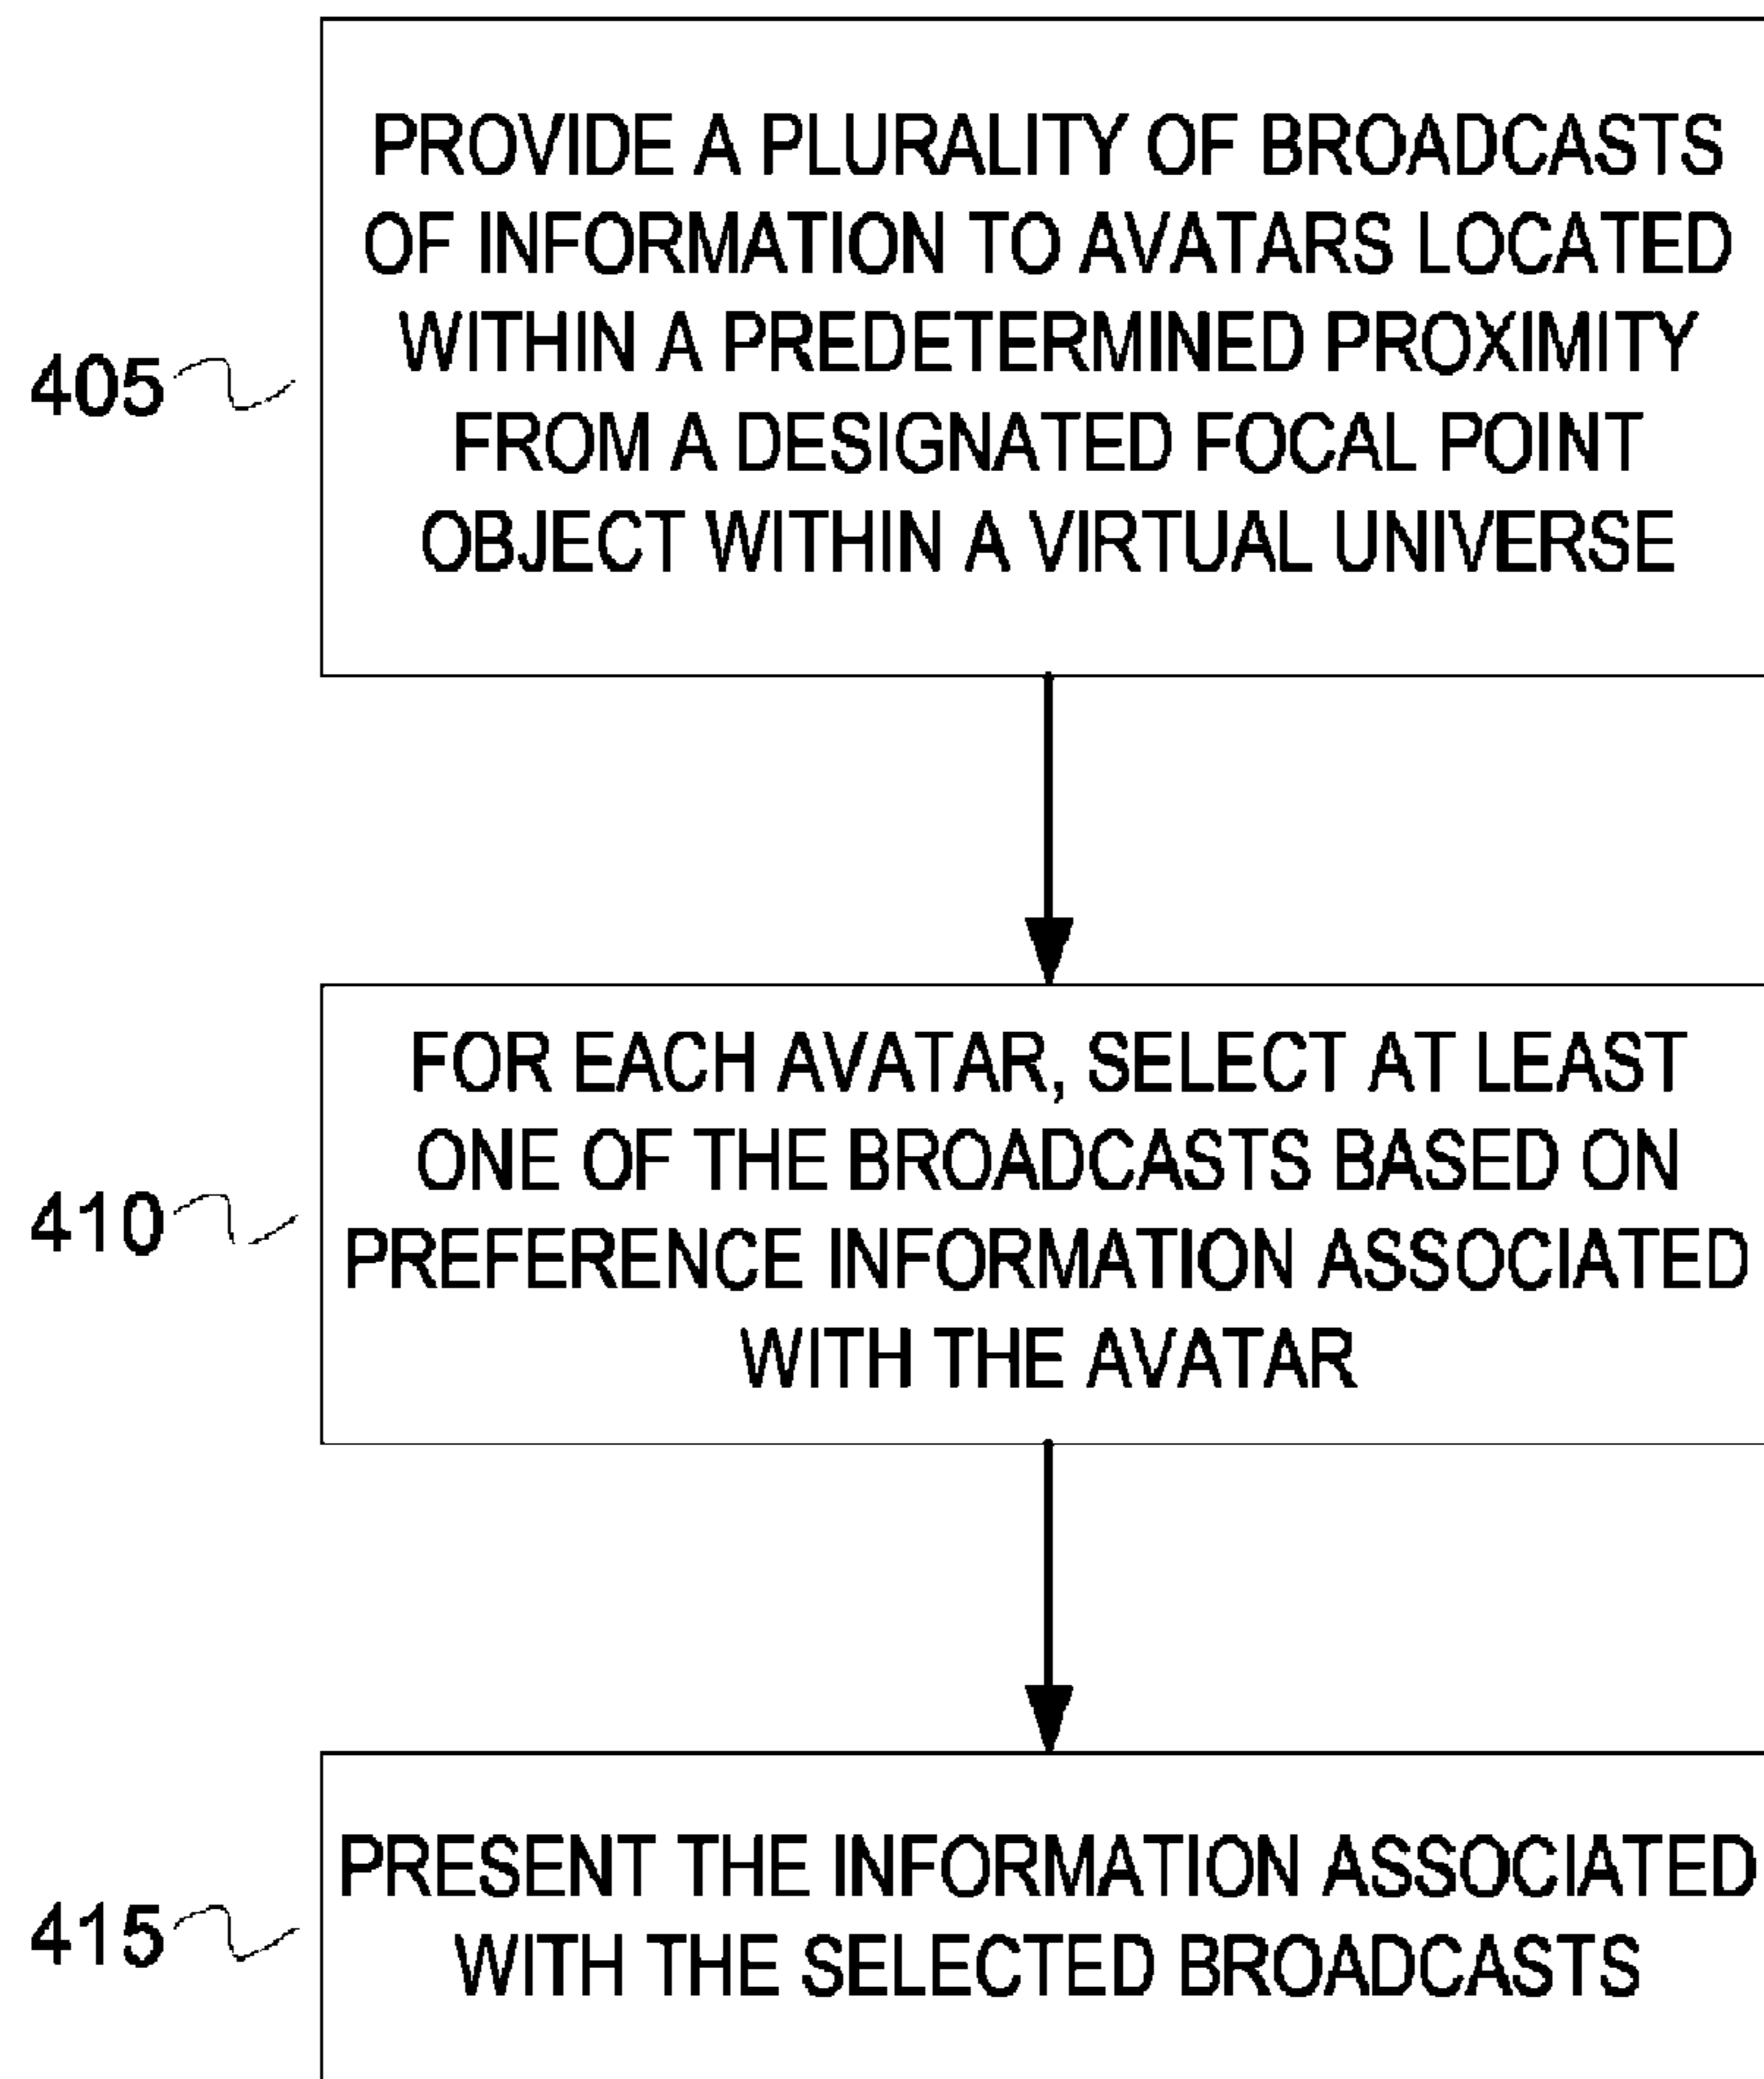 PROVIDE A PLURALITY OF BROADCASTS
OF INFORMATION TO AVATARS LOCATED
WITHIN A PREDETERMINED PROXIMITY
405
FROM A DESIGNATED FOCAL POINT
OBJECT WITHIN A VIRTUAL UNIVERSE
FOR EACH AVATAR, SELECT AT LEAST
ONE OF THE BROADCASTS BASED ON
410
PREFERENCE INFORMATION ASSOCIATED
WITH THE AVATAR
PRESENT THE INFORMATION ASSOCIATED
415
WITH THE SELECTED BROADCASTS